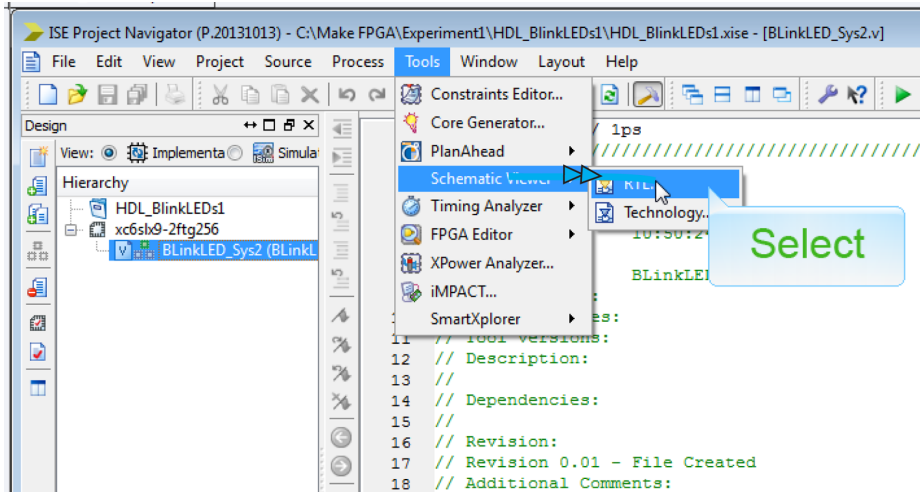 ISE Project Navigator (P.20131013) - C:\Make FPGA\Experiment1\HDL_BlinkLEDs1\HDL_BlinkLEDs1.xise - [BLinkLED_Sys2.v]
File Edit View Project Source Process Tools Window Layout Help
Design
View: Implementa Simula
Hierarchy
HDL_BlinkLEDs1
xc6slx9-2ftg256
BLinkLED_Sys2 (BLinkL
Constraints Editor...
Core Generator...
PlanAhead
Schematic Viewer
Timing Analyzer
FPGA Editor
XPower Analyzer...
iMPACT...
SmartXplorer
RTL...
Technology...
Select
/ 1ps
////////////////////////////////
BLinkLE
es:
11 // Tool versions:
12 // Description:
13 //
14 // Dependencies:
15 //
16 // Revision:
17 // Revision 0.01 - File Created
18 // Additional Comments: